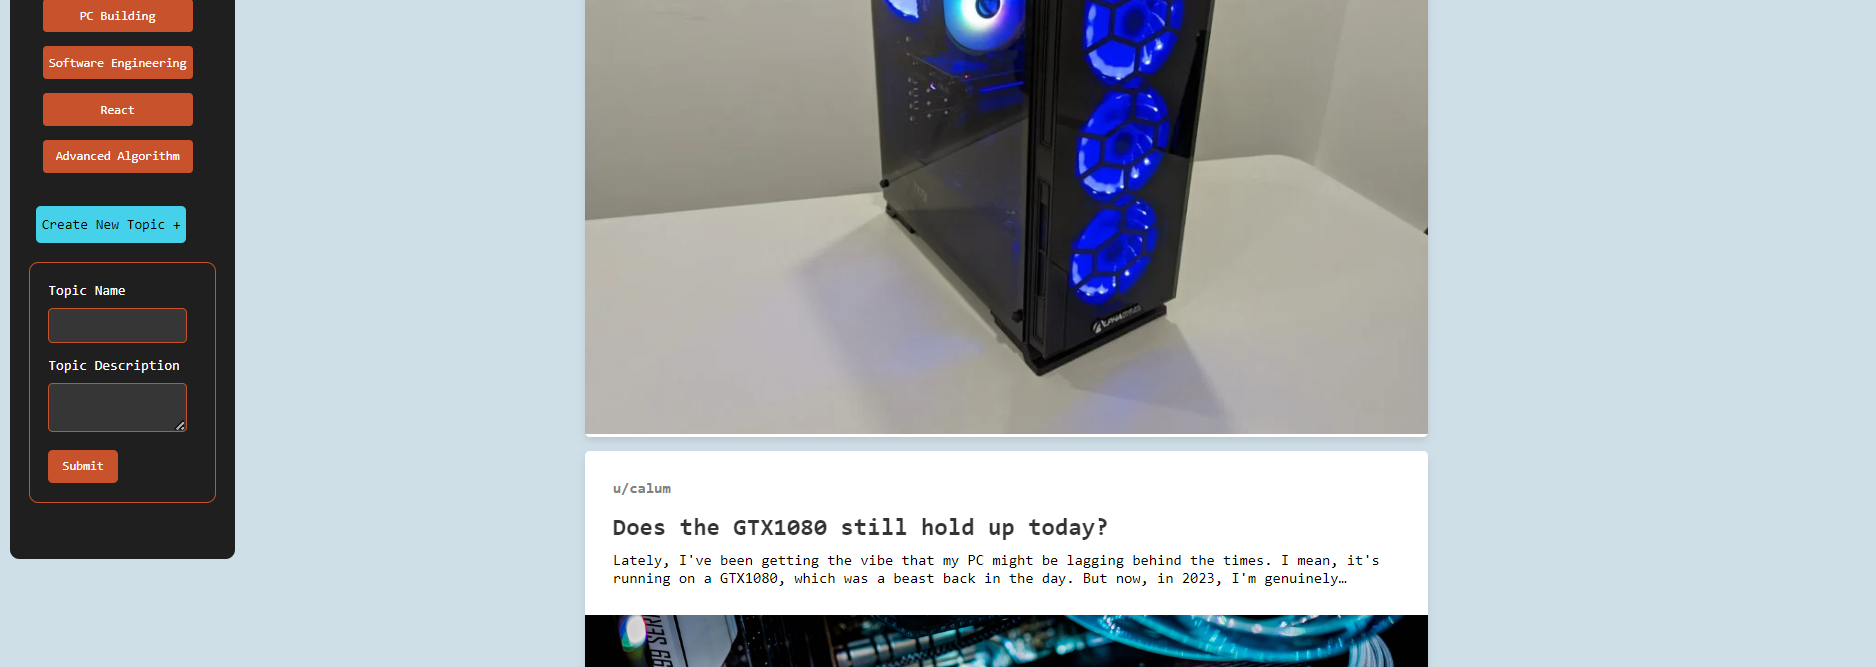 PC Building
Software Engineering
React
Advanced Algorithm
Create New Topic +
Topic Name
Topic Description
Submit
u/calum
Does the GTX1080 still hold up today?
Lately, I've been getting the vibe that my PC might be lagging behind the times. I mean, it's
running on a GTX1080, which was a beast back in the day. But now, in 2023, I'm genuinely…